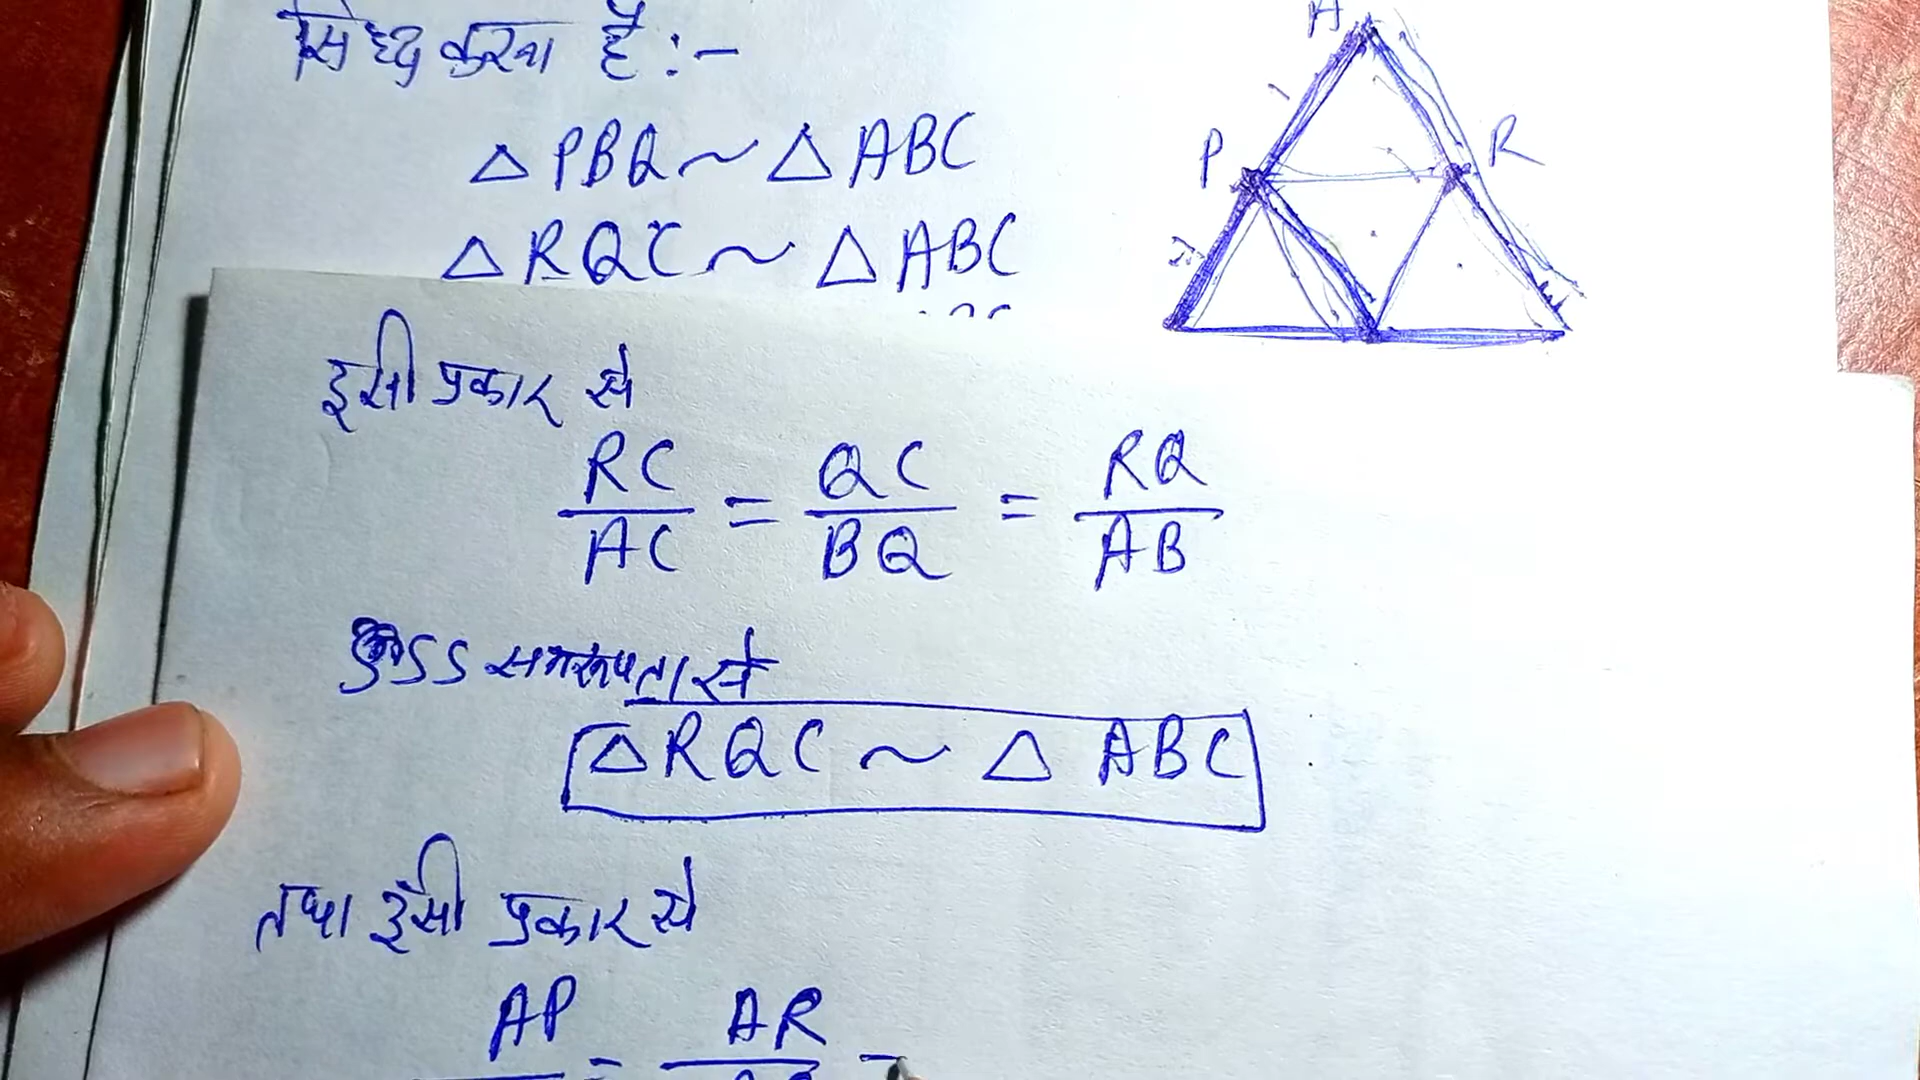 सिध्द करना है :-
△PBQ ~ △ABC
△RQC ~ △ABC
A
P
R
इसी प्रकार से
RC/AC = QC/BQ = RQ/AB
SSS समरूपता से
△RQC ~ △ABC
तथा इसी प्रकार से
AP = AR =